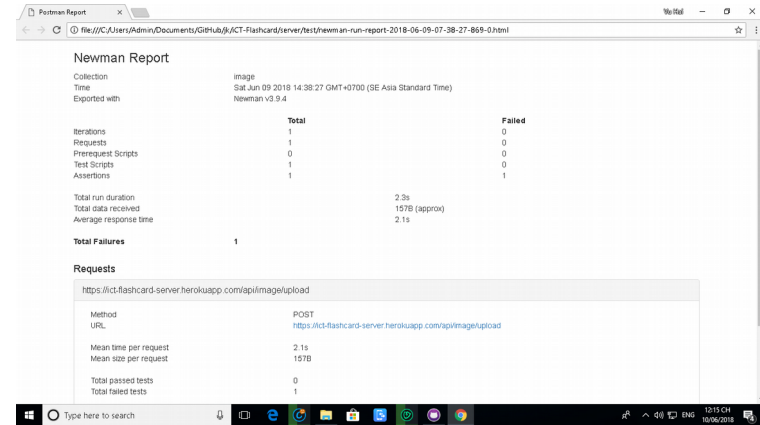 Postman Report
Vo Kai
file:///C:/Users/Admin/Documents/GitHub/jk/ICT-Flashcard/server/test/newman-run-report-2018-06-09-07-38-27-869-0.html
Newman Report
Collection image
Time Sat Jun 09 2018 14:38:27 GMT+0700 (SE Asia Standard Time)
Exported with Newman v3.9.4
Total Failed
Iterations 1 0
Requests 1 0
Prerequest Scripts 0 0
Test Scripts 1 0
Assertions 1 1
Total run duration 2.3s
Total data received 157B (approx)
Average response time 2.1s
Total Failures 1
Requests
https://ict-flashcard-server.herokuapp.com/api/image/upload
Method POST
URL https://ict-flashcard-server.herokuapp.com/api/image/upload
Mean time per request 2.1s
Mean size per request 157B
Total passed tests 0
Total failed tests 1
Type here to search
ENG
12:15 CH
10/06/2018
4